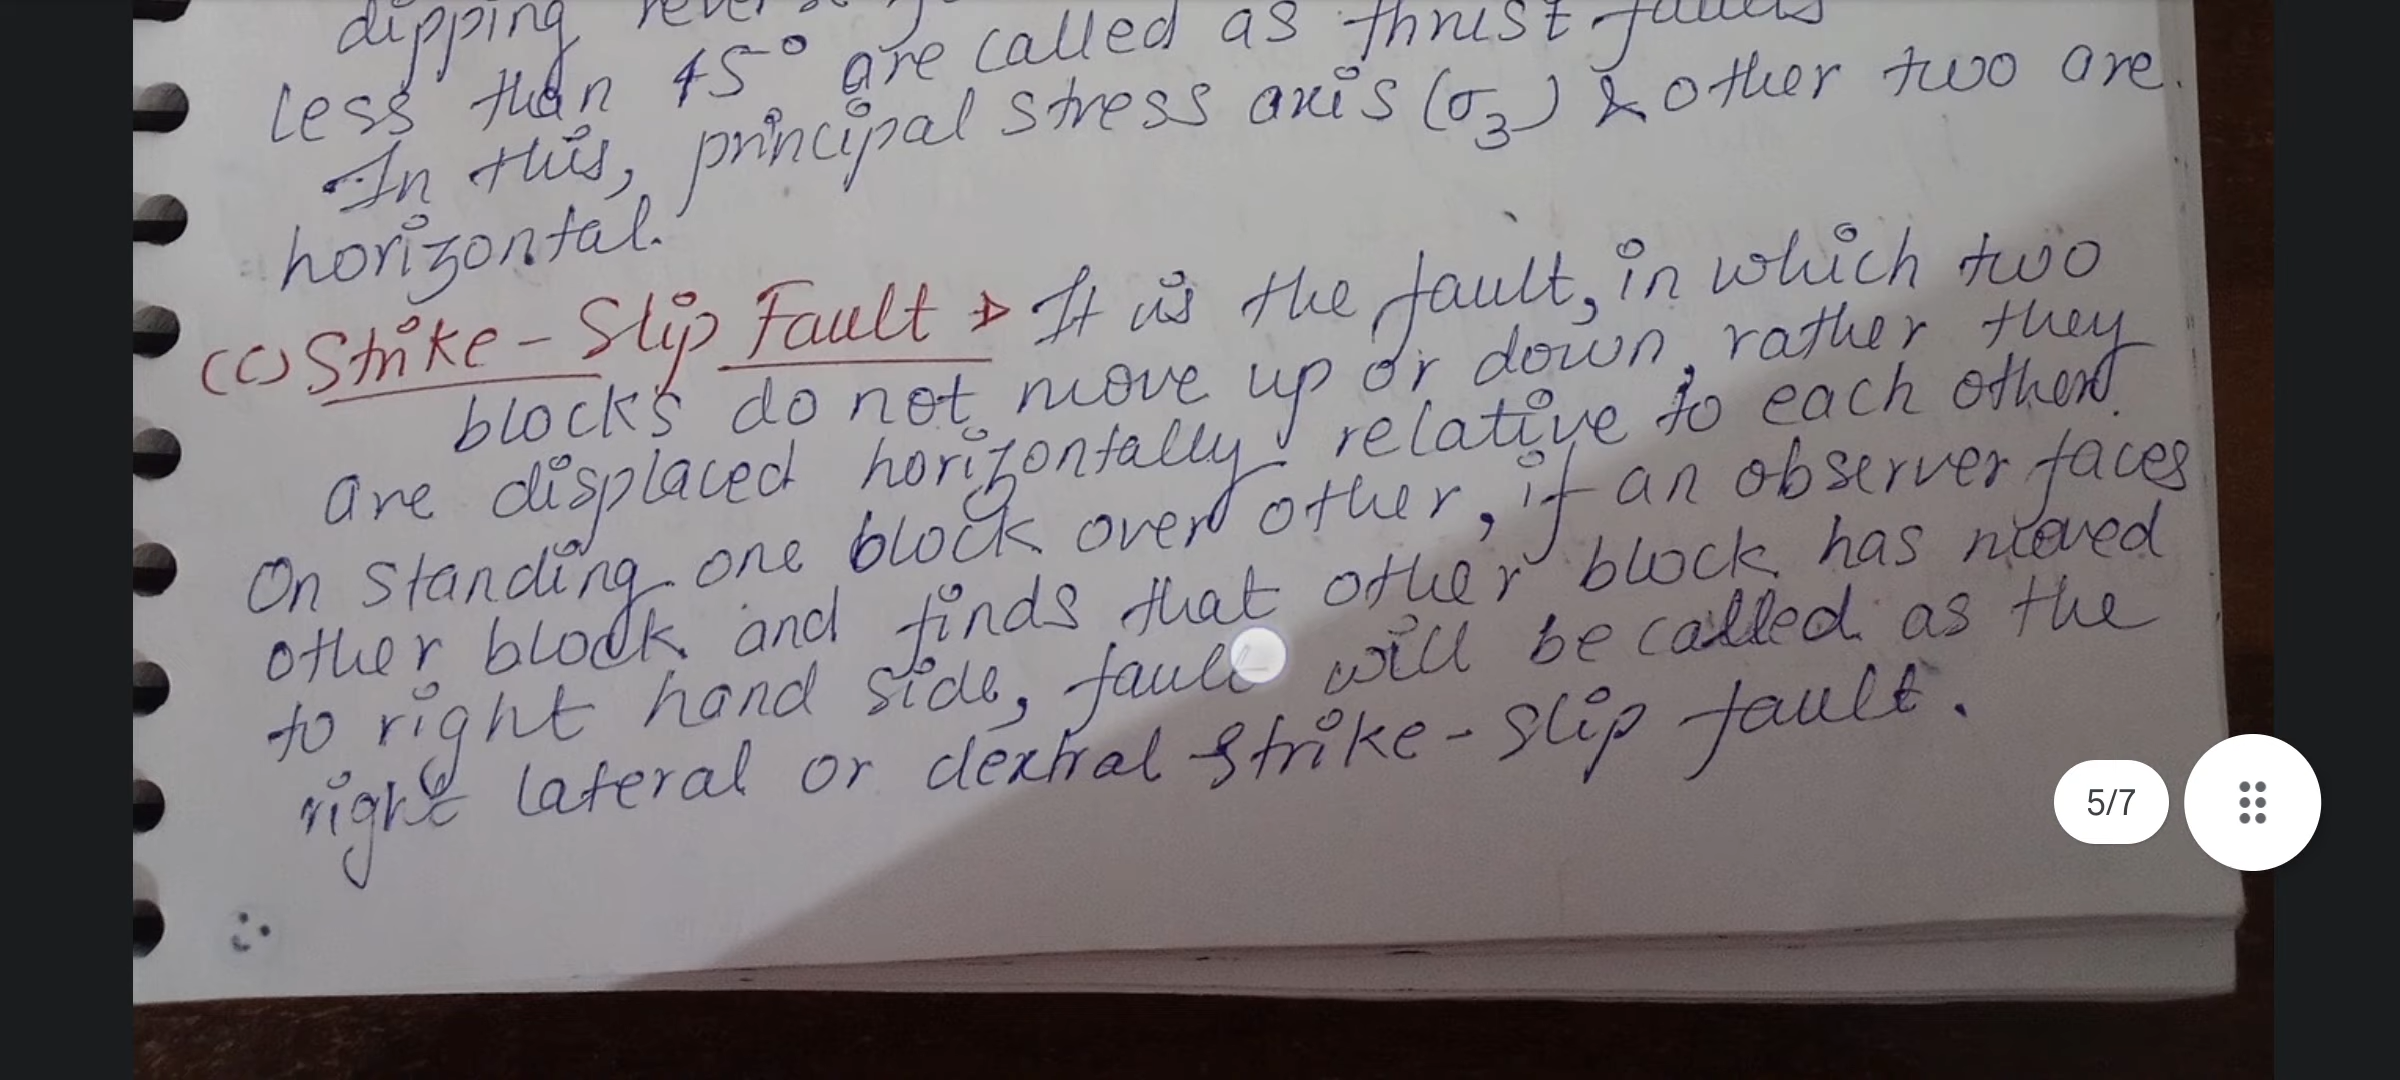 dipping
less than 45° are called as thrust faults
In this, principal stress axis (σ3) & other two are
horizontal.
(C) Strike-Slip Fault → It is the fault, in which two
blocks do not move up or down, rather they
are displaced horizontally relative to each other.
On standing one block over other, if an observer faces
other block and finds that other block has moved
to right hand side, fault will be called as the
right lateral or dextral strike-slip fault.
5/7